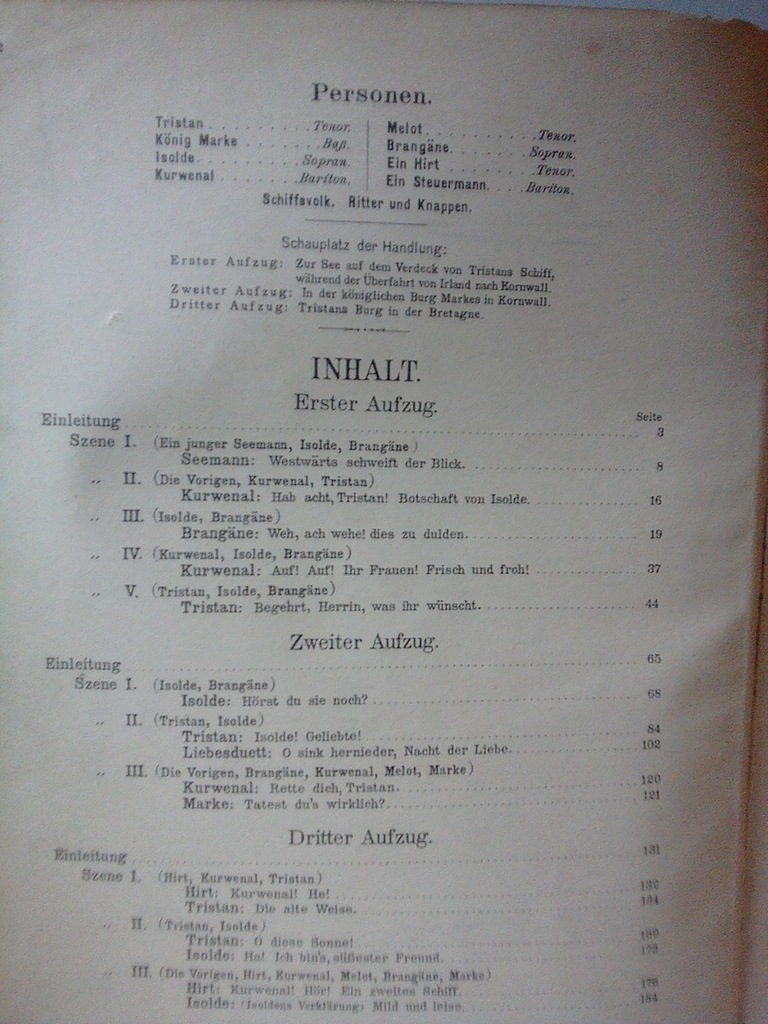 Personen.
Tristan . . . . . . . . . Tenor.
König Marke . . . . . . . Baß.
Isolde . . . . . . . . . Sopran.
Kurwenal . . . . . . . Bariton.
Melot . . . . . . . . . Tenor.
Brangäne . . . . . . . Sopran.
Ein Hirt . . . . . . . . Tenor.
Ein Steuermann . . . . Bariton.
Schiffsvolk. Ritter und Knappen.
Schauplatz der Handlung:
Erster Aufzug: Zur See auf dem Verdeck von Tristans Schiff,
während der Überfahrt von Irland nach Kornwall.
Zweiter Aufzug: In der königlichen Burg Markes in Kornwall.
Dritter Aufzug: Tristans Burg in der Bretagne.
INHALT.
Erster Aufzug.
Seite
Einleitung . . . 3
Szene I. (Ein junger Seemann, Isolde, Brangäne)
Seemann: Westwärts schweift der Blick. . . . 8
„ II. (Die Vorigen, Kurwenal, Tristan)
Kurwenal: Hab acht, Tristan! Botschaft von Isolde. . . . 16
„ III. (Isolde, Brangäne)
Brangäne: Weh, ach wehe! dies zu dulden. . . . 19
„ IV. (Kurwenal, Isolde, Brangäne)
Kurwenal: Auf! Auf! Ihr Frauen! Frisch und froh! . . . 37
„ V. (Tristan, Isolde, Brangäne)
Tristan: Begehrt, Herrin, was ihr wünscht. . . . 44
Zweiter Aufzug.
Einleitung . . . 65
Szene I. (Isolde, Brangäne)
Isolde: Hörst du sie noch? . . . 68
„ II. (Tristan, Isolde)
Tristan: Isolde! Geliebte! . . . 84
Liebesduett: O sink hernieder, Nacht der Liebe. . . . 102
„ III. (Die Vorigen, Brangäne, Kurwenal, Melot, Marke)
Kurwenal: Rette dich, Tristan. . . . 120
Marke: Tatest du's wirklich? . . . 121
Dritter Aufzug.
Einleitung . . . 131
Szene I. (Hirt, Kurwenal, Tristan)
Hirt: Kurwenal! He! . . .
Tristan: Die alte Weise. . . . 134
„ II. (Tristan, Isolde)
Tristan: O diese Sonne! . . .
Isolde: Ha! Ich bin's, süßester Freund. . . .
„ III. (Die Vorigen, Hirt, Kurwenal, Melot, Brangäne, Marke)
Hirt: Kurwenal! Hör! Ein zweites Schiff. . . .
Isolde: (Isoldens Verklärung) Mild und leise. . . . 184